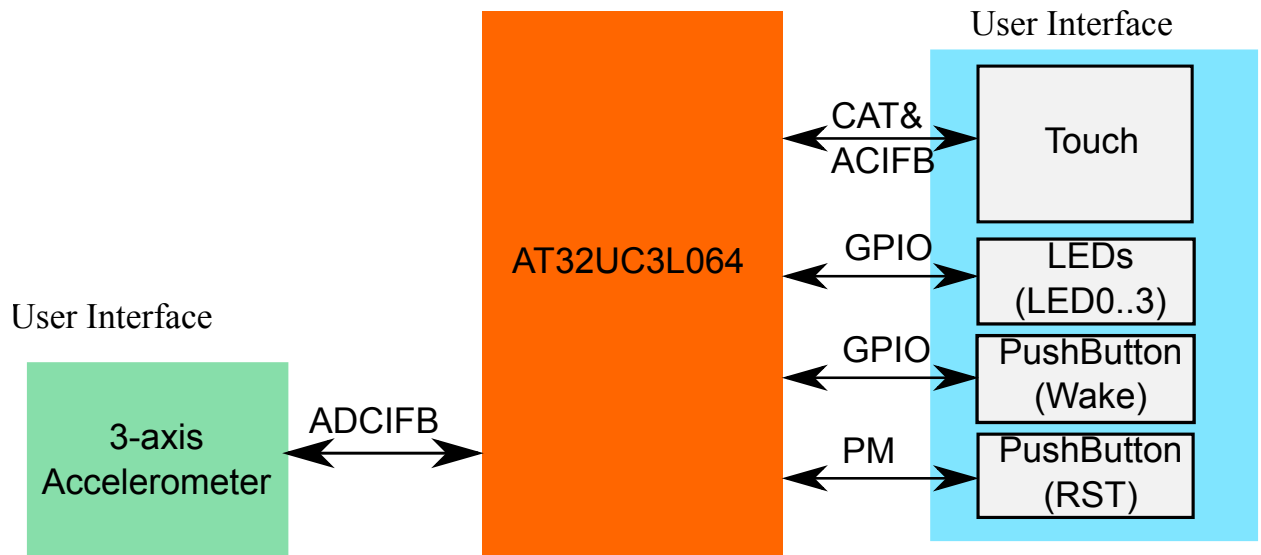 User Interface
CAT&
ACIFB
Touch
GPIO
LEDs
(LED0..3)
AT32UC3L064
User Interface
GPIO
PushButton
(Wake)
3-axis
Accelerometer
ADCIFB
PM
PushButton
(RST)